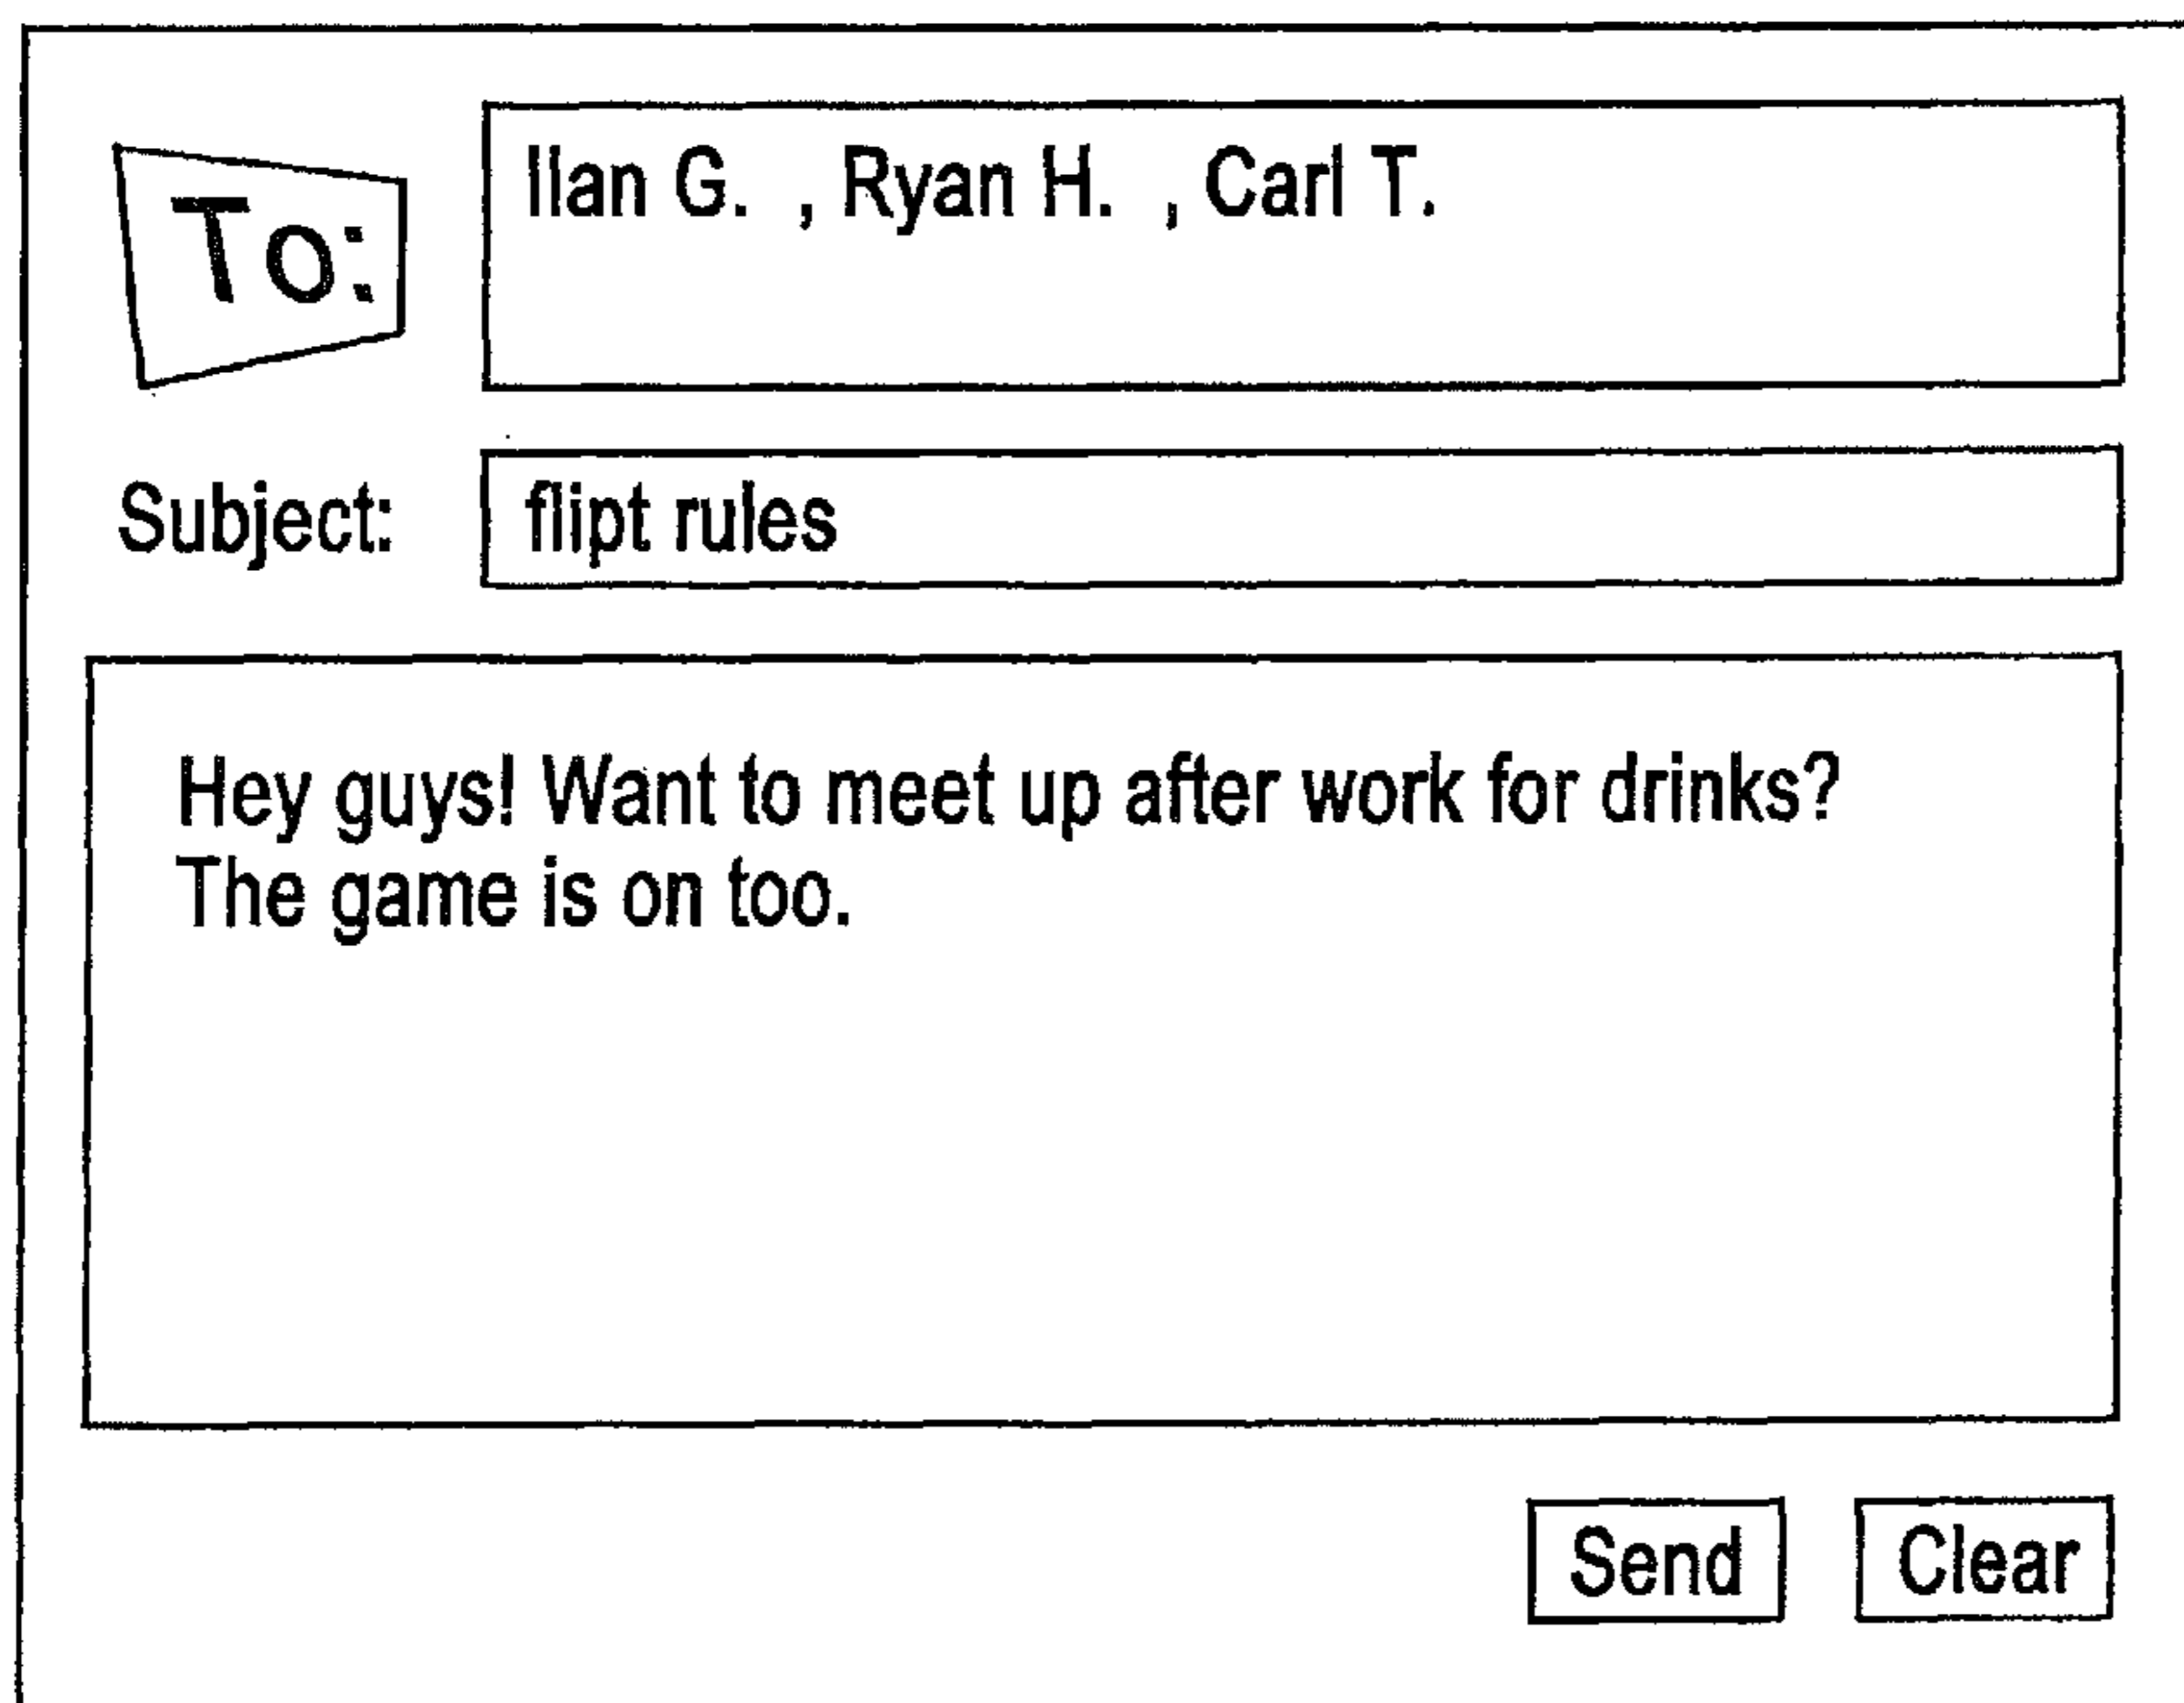 To: Ilan G. , Ryan H. , Carl T.
Subject: flipt rules
Hey guys! Want to meet up after work for drinks?
The game is on too.
Send Clear